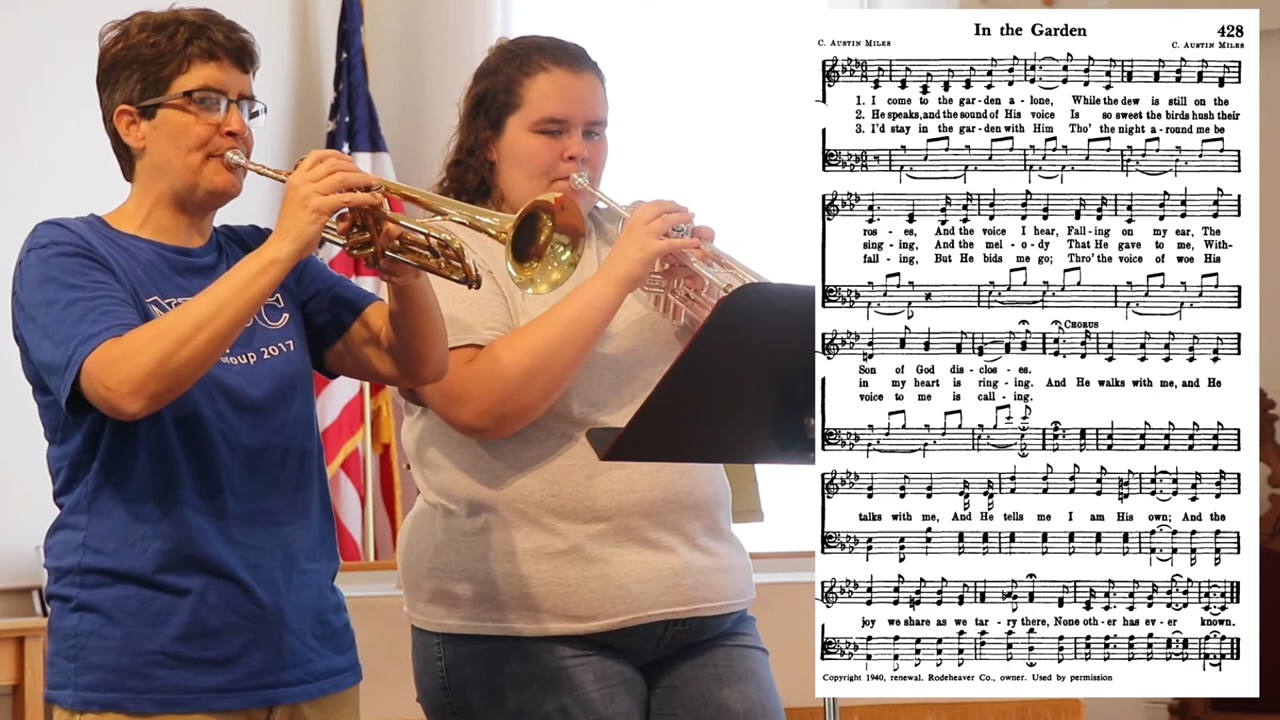 roup 2017
In the Garden 428
C. AUSTIN MILES C. AUSTIN MILES
1. I come to the gar-den a - lone, While the dew is still on the
2. He speaks, and the sound of His voice Is so sweet the birds hush their
3. I'd stay in the gar-den with Him Tho' the night a - round me be
ros - es, And the voice I hear, Fall - ing on my ear, The
sing - ing, And the mel - o - dy That He gave to me, With-
fall - ing, But He bids me go; Thro' the voice of woe His
CHORUS
Son of God dis - clos - es.
in my heart is ring - ing. And He walks with me, and He
voice to me is call - ing.
talks with me, And He tells me I am His own; And the
joy we share as we tar - ry there, None oth - er has ev - er known.
Copyright 1940, renewal. Rodeheaver Co., owner. Used by permission